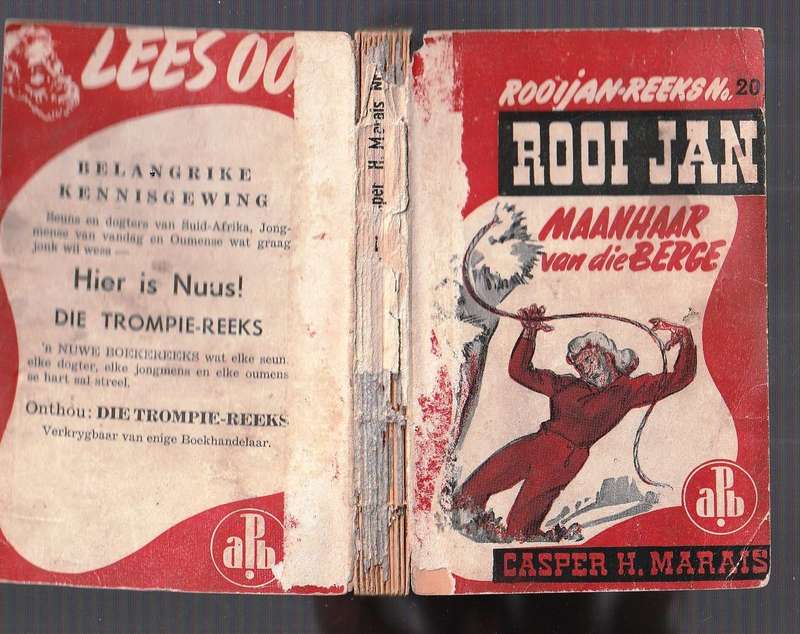 LEES OO
BELANGRIKE
KENNISGEWING
Seuns en dogters van Suid-Afrika, Jong-
mense van vandag en Oumense wat graag
jonk wil wees —
Hier is Nuus!
DIE TROMPIE-REEKS
'n NUWE BOEKEREEKS wat elke seun,
elke dogter, elke jongmens en elke oumens
se hart sal streel.
Onthou: DIE TROMPIE-REEKS
Verkrygbaar van enige Boekhandelaar.
aPb
per H. Marais
ROOIJAN-REEKS No. 20
ROOI JAN
MAANHAAR
van die BERGE
aPb
CASPER H. MARAIS